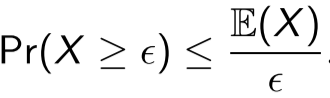 Pr(X ≥ ϵ) ≤ 𝔼(X)/ϵ.